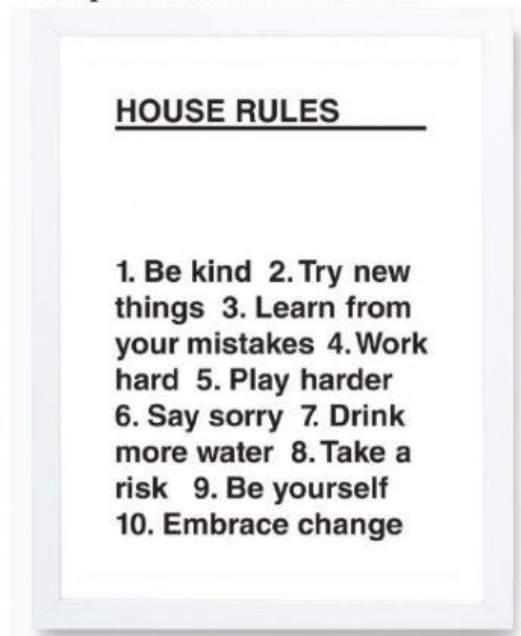 HOUSE RULES
1. Be kind 2. Try new
things 3. Learn from
your mistakes 4. Work
hard 5. Play harder
6. Say sorry 7. Drink
more water 8. Take a
risk 9. Be yourself
10. Embrace change